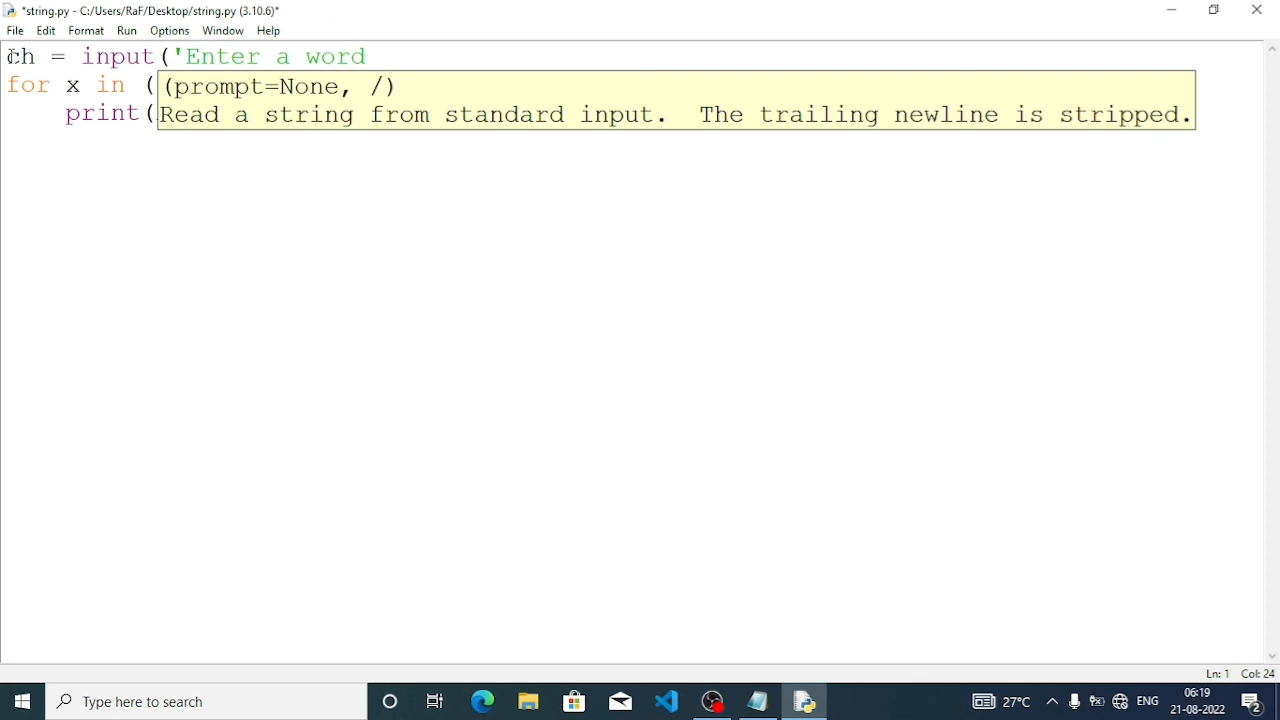 *string.py - C:/Users/RaF/Desktop/string.py (3.10.6)*
File Edit Format Run Options Window Help
ch = input('Enter a word
for x in (
(prompt=None, /)
print(
Read a string from standard input. The trailing newline is stripped.
Ln: 1 Col: 24
Type here to search
27°C
ENG
06:19
21-08-2022
2